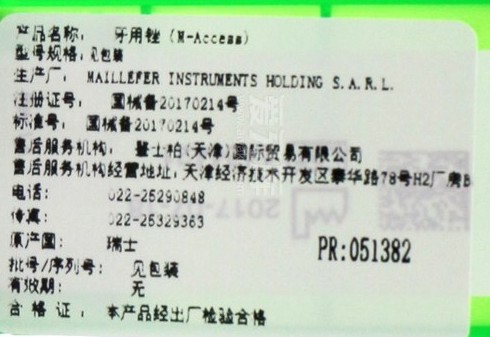 产品名称： 牙用锉（M-Access）
型号规格：见包装
生产厂： MAILLEFER INSTRUMENTS HOLDING S.A.R.L.
注册证号： 国械备20170214号
标准号： 国械备20170214号
售后服务机构： 登士柏（天津）国际贸易有限公司
售后服务机构经营地址：天津经济技术开发区泰华路78号H2厂房B
电话： 022-25290848
传真： 022-25329363
原产国： 瑞士
PR:051382
批号/序列号： 见包装
有效期： 无
合格证： 本产品经出厂检验合格